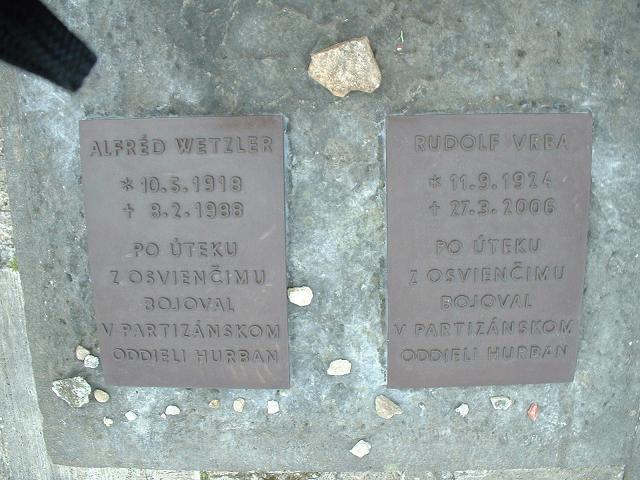 ALFRÉD WETZLER
* 10.5.1918
✝ 8.2.1988
PO ÚTEKU
Z OSVIENČIMU
BOJOVAL
V PARTIZÁNSKOM
ODDIELI HURBAN
RUDOLF VRBA
* 11.9.1924
✝ 27.3.2006
PO ÚTEKU
Z OSVIENČIMU
BOJOVAL
V PARTIZÁNSKOM
ODDIELI HURBAN